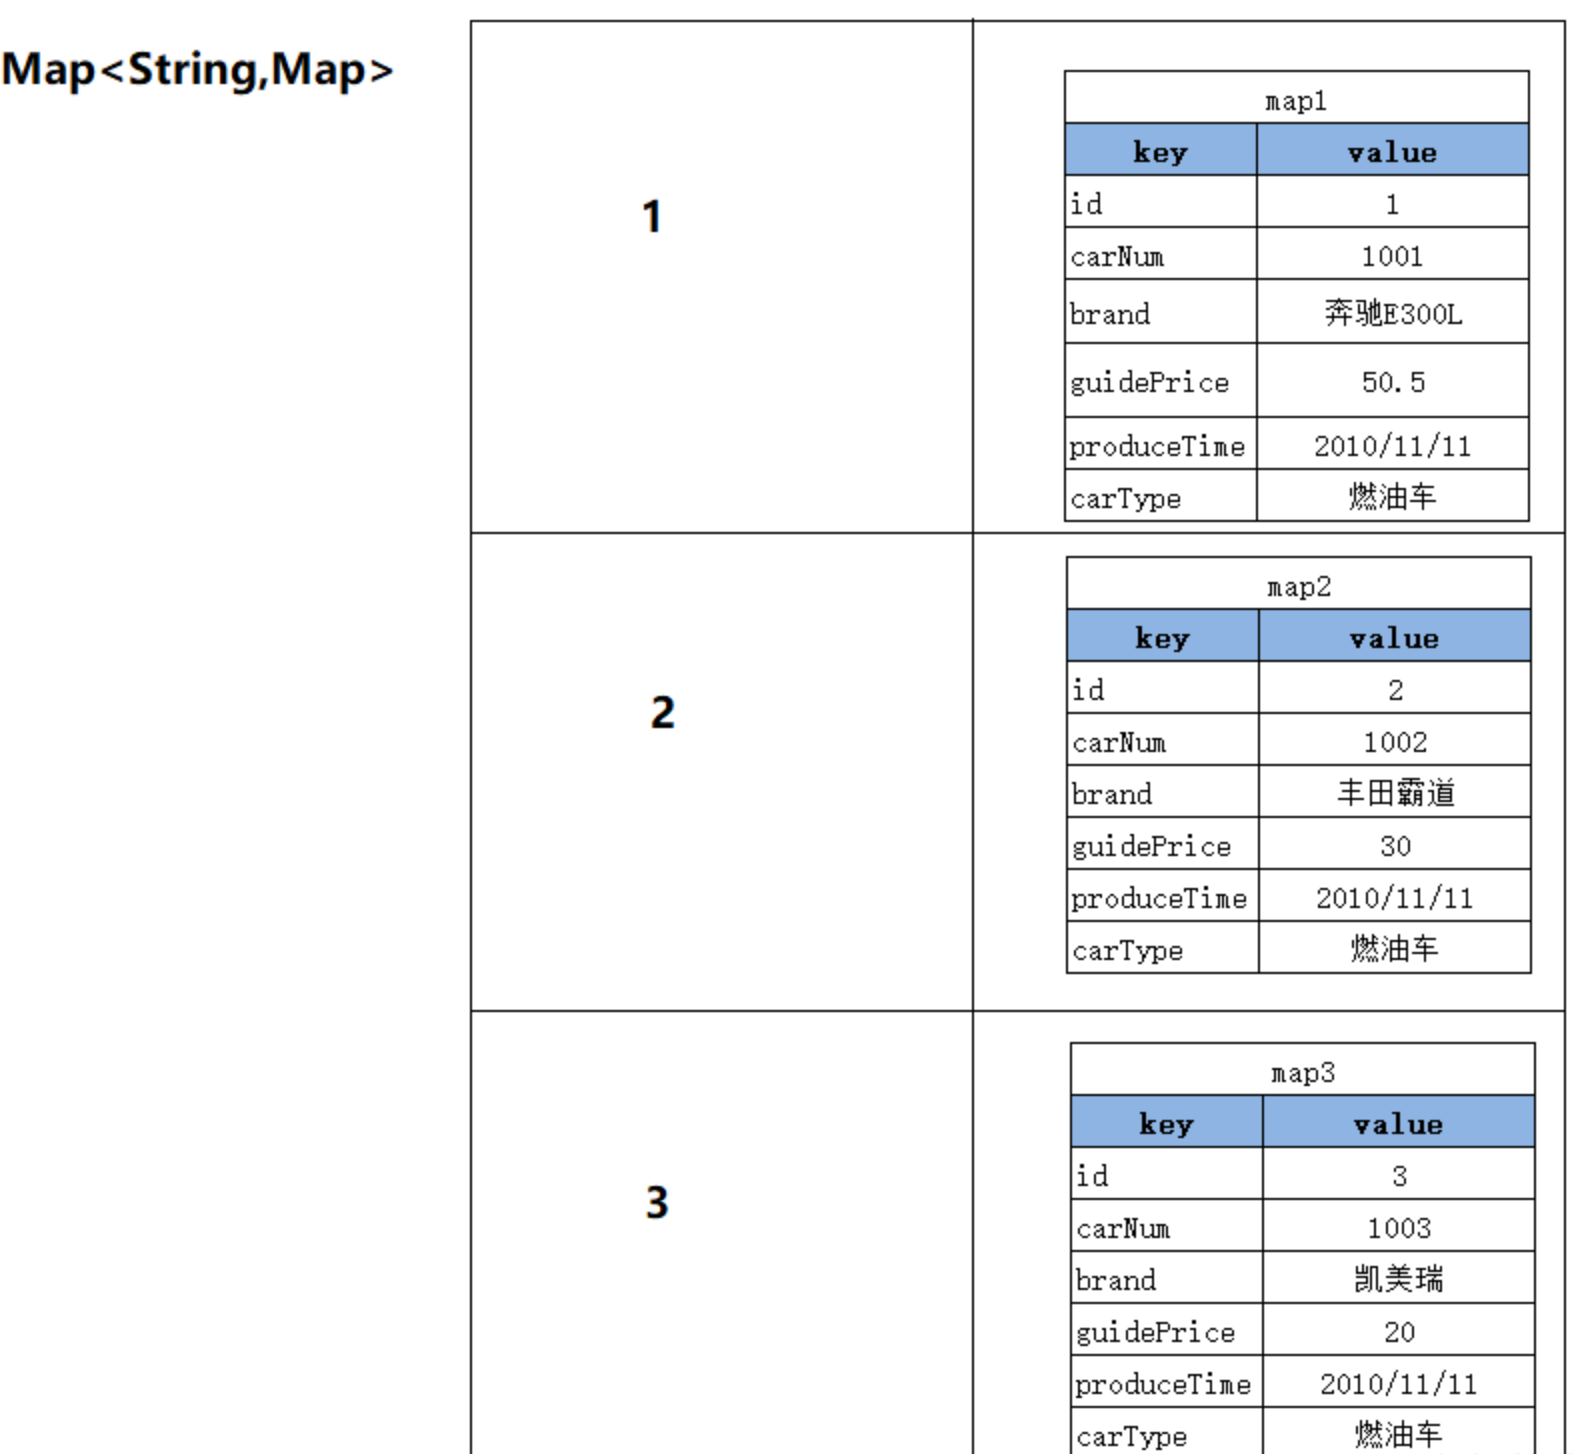 Map<String,Map>
1
map1
key value
id 1
carNum 1001
brand 奔驰E300L
guidePrice 50.5
produceTime 2010/11/11
carType 燃油车
2
map2
key value
id 2
carNum 1002
brand 丰田霸道
guidePrice 30
produceTime 2010/11/11
carType 燃油车
3
map3
key value
id 3
carNum 1003
brand 凯美瑞
guidePrice 20
produceTime 2010/11/11
carType 燃油车